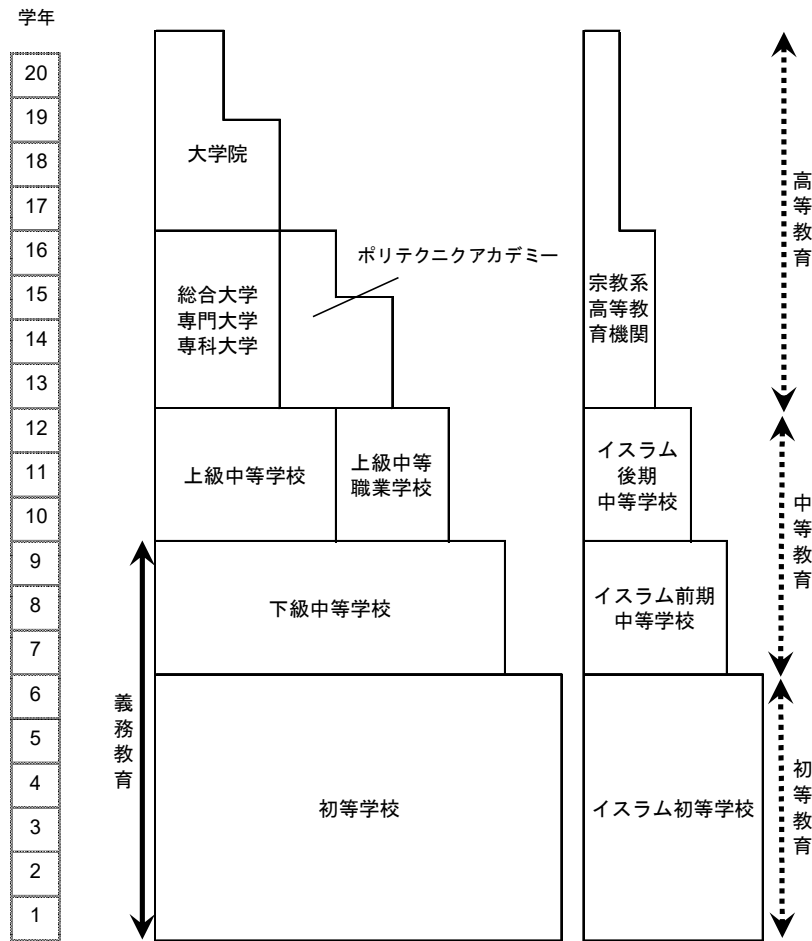 学年
20
19
18
17
16
15
14
13
12
11
10
9
8
7
6
5
4
3
2
1
大学院
総合大学
専門大学
専科大学
ポリテクニクアカデミー
上級中等学校
上級中等
職業学校
下級中等学校
初等学校
義務教育
宗教系
高等教
育機関
イスラム
後期
中等学校
イスラム前期
中等学校
イスラム初等学校
高等教育
中等教育
初等教育